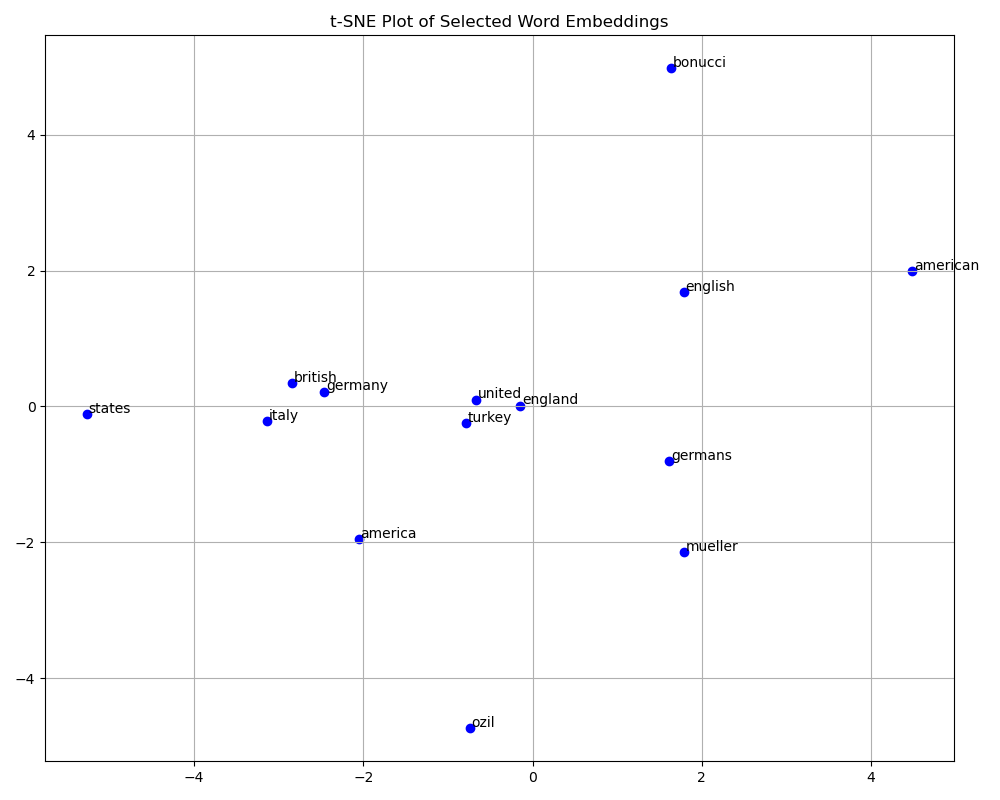 t-SNE Plot of Selected Word Embeddings
bonucci
4
american
2
english
british
germany
united
england
0
states
italy
turkey
germans
america
−2
mueller
−4
ozil
−4 −2 0 2 4